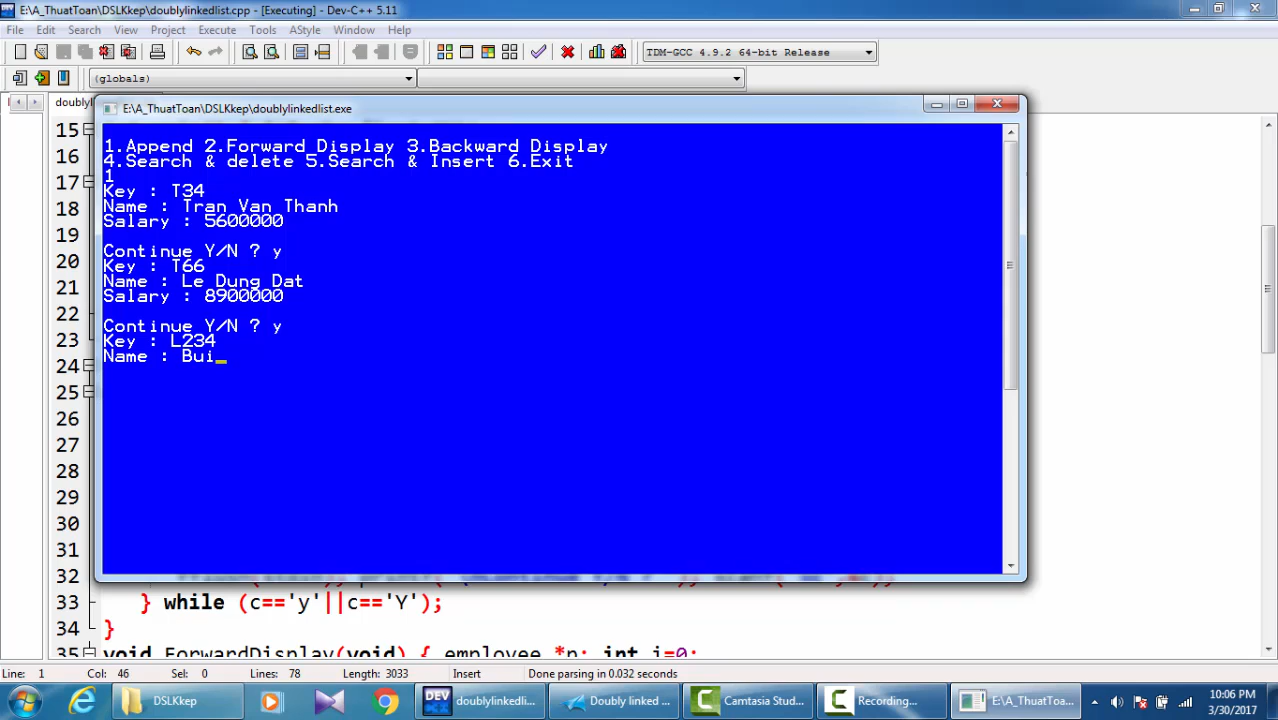 E:\A_ThuatToan\DSLKkep\doublylinkedlist.cpp - [Executing] - Dev-C++ 5.11
File Edit Search View Project Execute Tools AStyle Window Help
TDM-GCC 4.9.2 64-bit Release
(globals)
doubly
E:\A_ThuatToan\DSLKkep\doublylinkedlist.exe
1.Append 2.Forward Display 3.Backward Display
4.Search & delete 5.Search & Insert 6.Exit
1
Key : T34
Name : Tran Van Thanh
Salary : 5600000
Continue Y/N ? y
Key : T66
Name : Le Dung Dat
Salary : 8900000
Continue Y/N ? y
Key : L234
Name : Bui_
15
16
17
18
19
20
21
22
23
24
25
26
27
28
29
30
31
32
33 } while (c=='y'||c=='Y');
34 }
35 void ForwardDisplay(void) { employee *p; int i=0;
Line: 1 Col: 46 Sel: 0 Lines: 78 Length: 3033 Insert Done parsing in 0.032 seconds
DSLKkep
DEV doublylinkedli...
Doubly linked ...
Camtasia Stud...
Recording...
E:\A_ThuatToa...
10:06 PM
3/30/2017